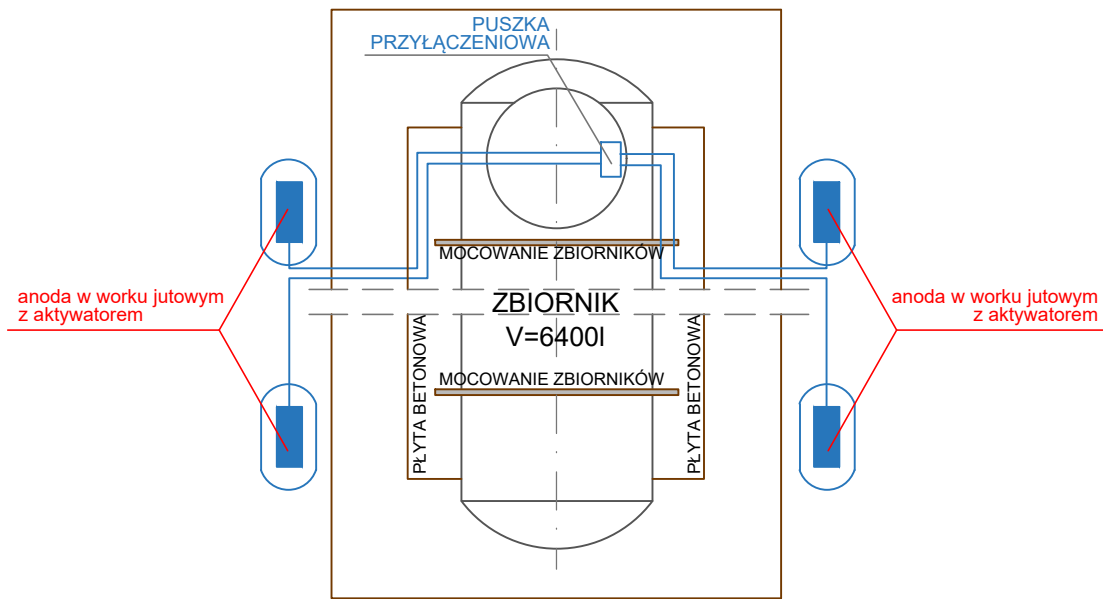 PUSZKA
PRZYŁĄCZENIOWA
MOCOWANIE ZBIORNIKÓW
anoda w worku jutowym
z aktywatorem
ZBIORNIK
V=6400l
anoda w worku jutowym
z aktywatorem
MOCOWANIE ZBIORNIKÓW
PŁYTA BETONOWA
PŁYTA BETONOWA